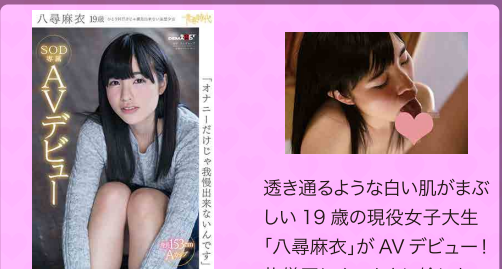 八尋麻衣 19歳
SOD
専属
AVデビュー
「オナニーだけじゃ我慢出来ないんです」
透き通るような白い肌がまぶ
しい19歳の現役女子大生
「八尋麻衣」がAVデビュー！